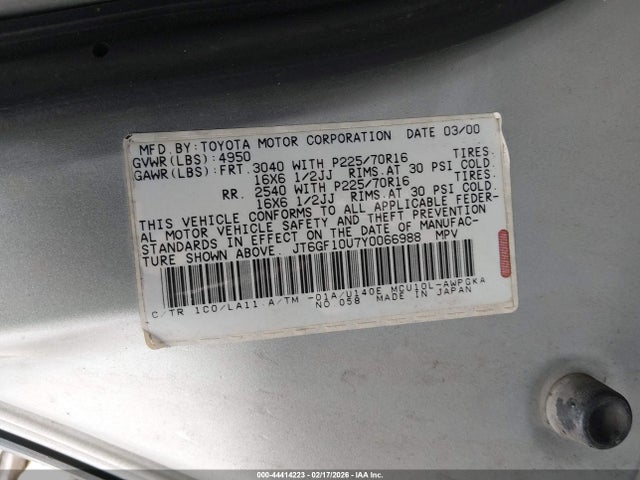 MFD.BY:TOYOTA MOTOR CORPORATION DATE 03/00
GVWR(LBS):4950
GAWR(LBS):FRT.3040 WITH P225/70R16 TIRES.
16X6 1/2JJ RIMS.AT 30 PSI COLD.
RR. 2540 WITH P225/70R16 TIRES.
16X6 1/2JJ RIMS.AT 30 PSI COLD.
THIS VEHICLE CONFORMS TO ALL APPLICABLE FEDER-
AL MOTOR VEHICLE SAFETY AND THEFT PREVENTION
STANDARDS IN EFFECT ON THE DATE OF MANUFAC-
TURE SHOWN ABOVE. JT6GF10U7Y0066988 MPV
C/TR 1C0/LA11 A/TM -01A/U140E MCU10L-AWPGKA
NO.058 MADE IN JAPAN
000-44414223 - 02/17/2026 - IAA Inc.